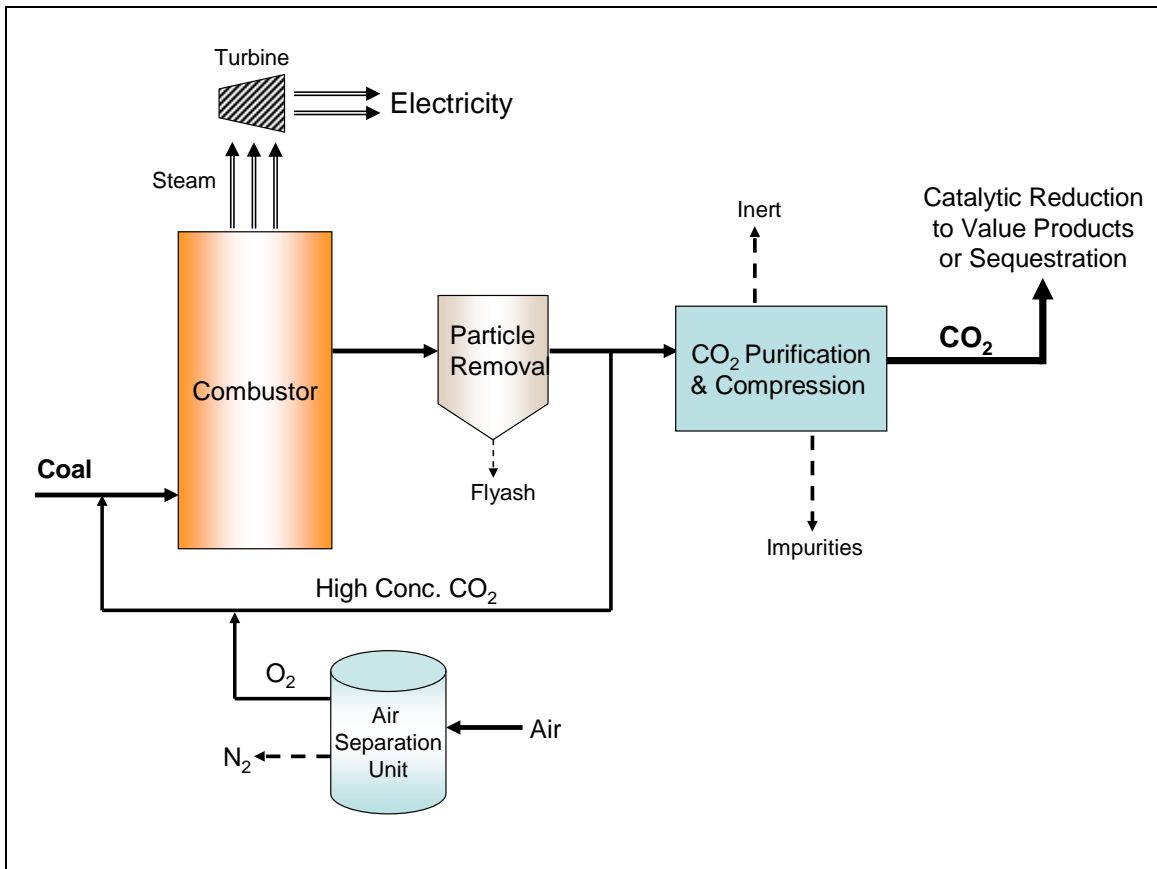 Turbine
Electricity
Steam
Inert
Catalytic Reduction
to Value Products
or Sequestration
Particle
Removal
CO₂ Purification
& Compression
CO₂
Combustor
Coal
Flyash
Impurities
High Conc. CO₂
O₂
Air
Separation
Unit
Air
N₂